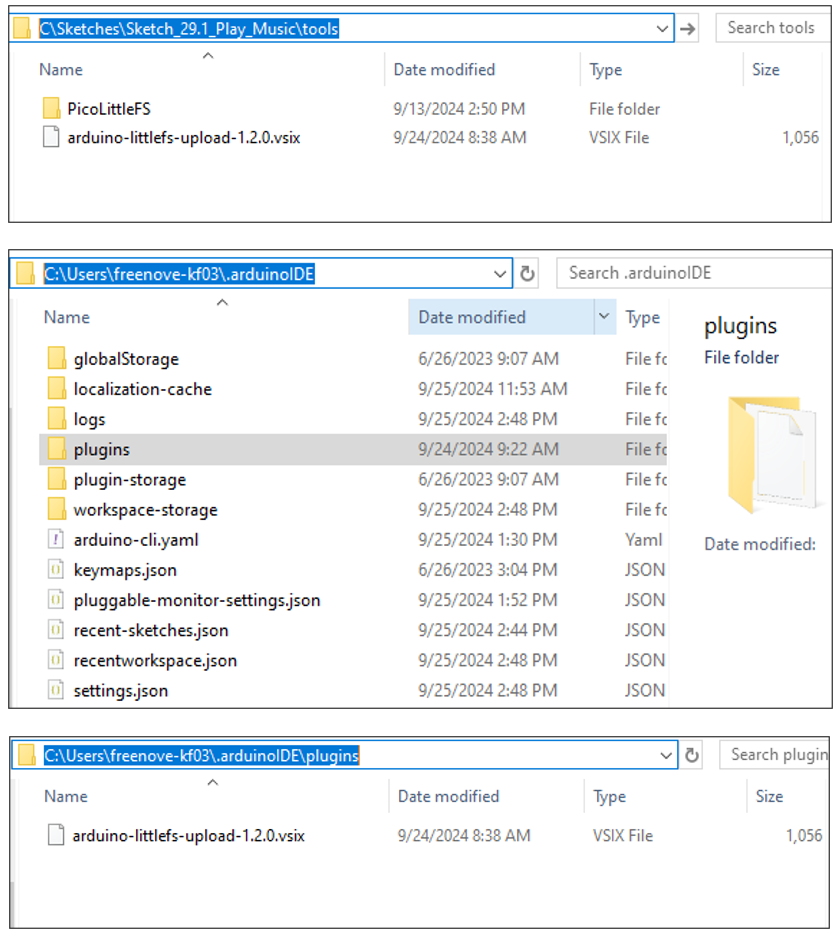 C\Sketches\Sketch_29.1_Play_Music\tools Search tools
Name Date modified Type Size
PicoLittleFS 9/13/2024 2:50 PM File folder
arduino-littlefs-upload-1.2.0.vsix 9/24/2024 8:38 AM VSIX File 1,056
C:\Users\freenove-kf03\.arduinoIDE Search .arduinoIDE
Name Date modified Type
plugins
File folder
globalStorage 6/26/2023 9:07 AM File fc
localization-cache 9/25/2024 11:53 AM File fc
logs 9/25/2024 2:48 PM File fc
plugins 9/24/2024 9:22 AM File fc
plugin-storage 6/26/2023 9:07 AM File fc
workspace-storage 9/25/2024 2:48 PM File fc
arduino-cli.yaml 9/25/2024 1:30 PM Yaml
Date modified:
keymaps.json 6/26/2023 3:04 PM JSON
pluggable-monitor-settings.json 9/25/2024 1:52 PM JSON
recent-sketches.json 9/25/2024 2:44 PM JSON
recentworkspace.json 9/25/2024 2:48 PM JSON
settings.json 9/25/2024 2:48 PM JSON
C:\Users\freenove-kf03\.arduinoIDE\plugins Search plugin
Name Date modified Type Size
arduino-littlefs-upload-1.2.0.vsix 9/24/2024 8:38 AM VSIX File 1,056